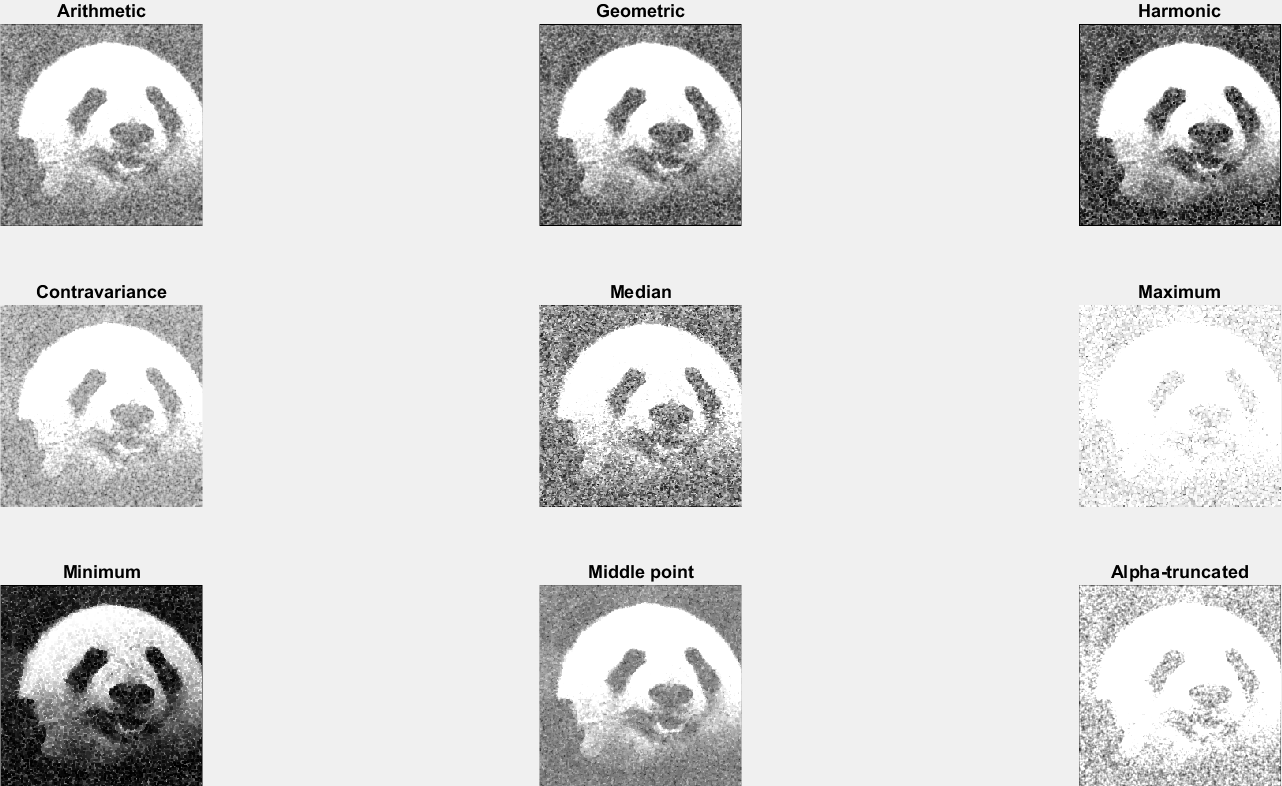 Arithmetic
Geometric
Harmonic
Contravariance
Median
Maximum
Minimum
Middle point
Alpha-truncated